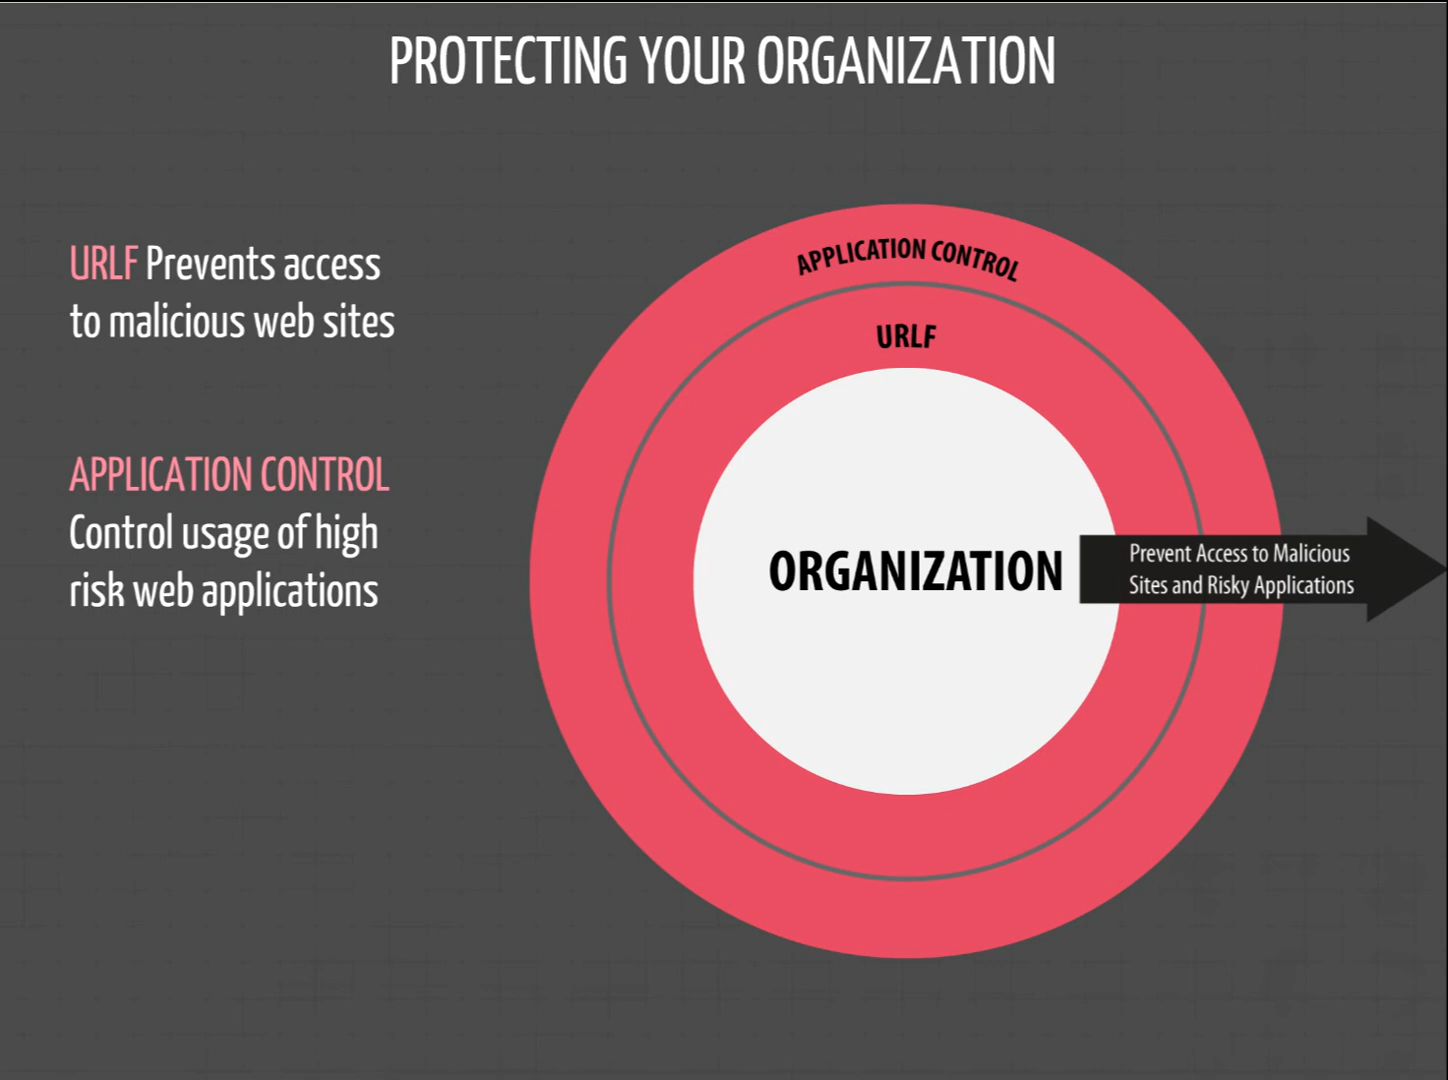 PROTECTING YOUR ORGANIZATION
URLF Prevents access
to malicious web sites
APPLICATION CONTROL
Control usage of high
risk web applications
APPLICATION CONTROL
URLF
ORGANIZATION
Prevent Access to Malicious
Sites and Risky Applications